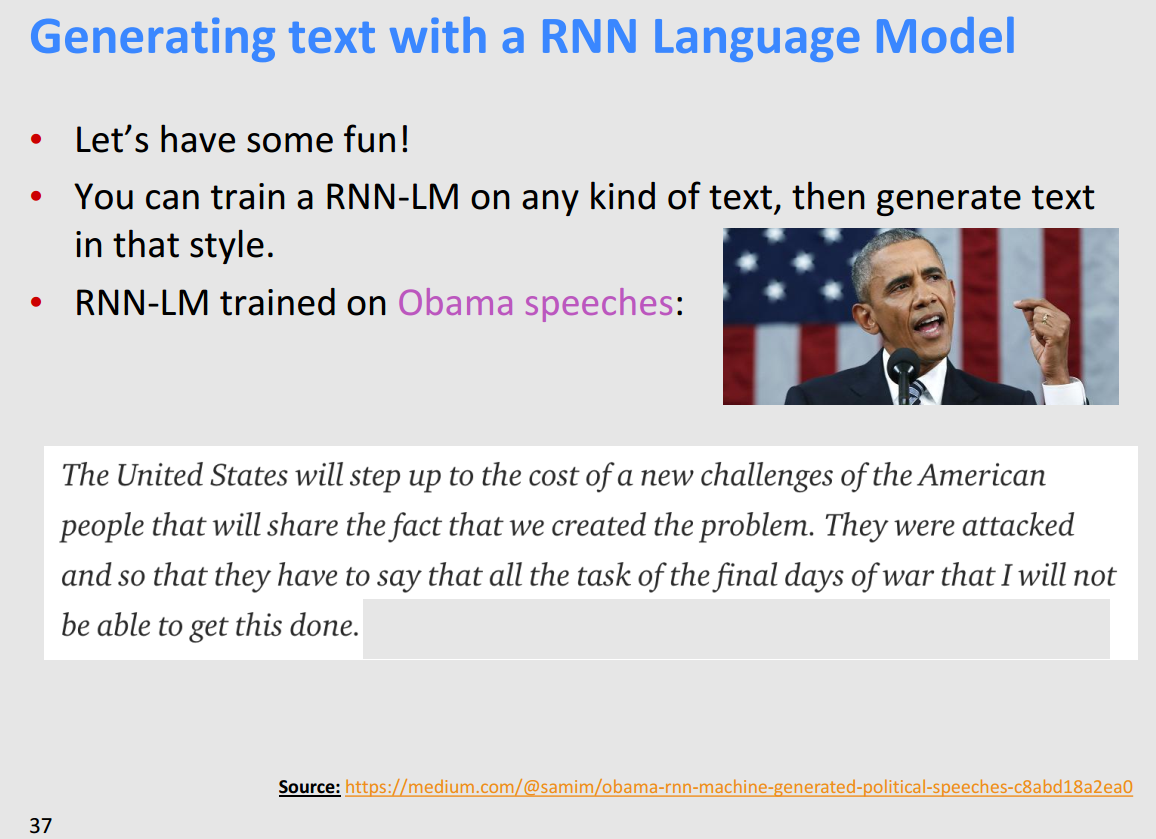 Generating text with a RNN Language Model
• Let’s have some fun!
• You can train a RNN-LM on any kind of text, then generate text
in that style.
• RNN-LM trained on Obama speeches:
The United States will step up to the cost of a new challenges of the American
people that will share the fact that we created the problem. They were attacked
and so that they have to say that all the task of the final days of war that I will not
be able to get this done.
Source: https://medium.com/@samim/obama-rnn-machine-generated-political-speeches-c8abd18a2ea0
37